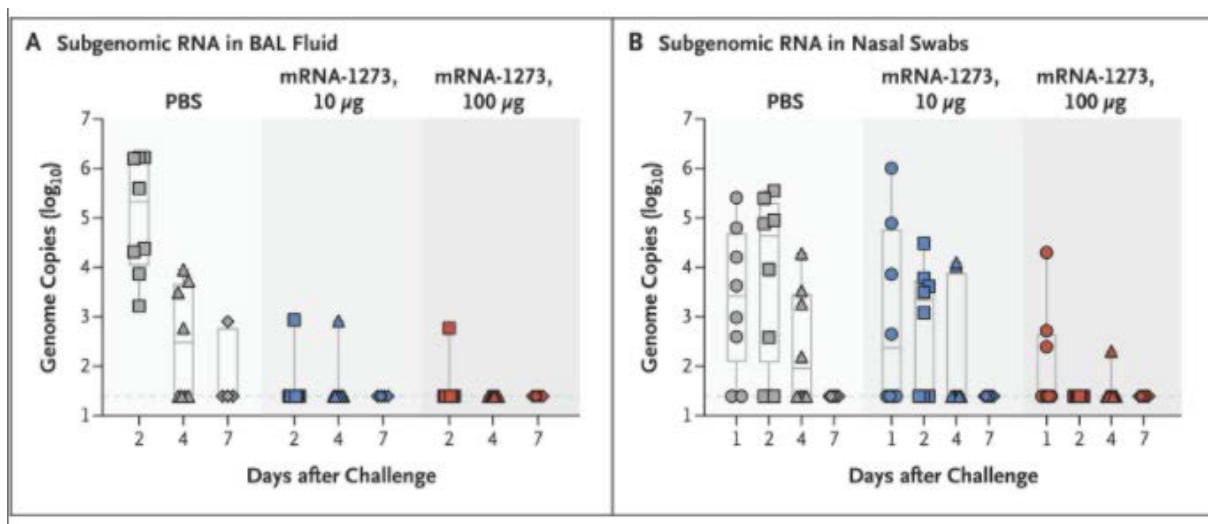 A Subgenomic RNA in BAL Fluid
PBS
mRNA-1273,
10 µg
mRNA-1273,
100 µg
Genome Copies (log10)
7
6
5
4
3
2
1
2 4 7 2 4 7 2 4 7
Days after Challenge
B Subgenomic RNA in Nasal Swabs
PBS
mRNA-1273,
10 µg
mRNA-1273,
100 µg
Genome Copies (log10)
7
6
5
4
3
2
1
1 2 4 7 1 2 4 7 1 2 4 7
Days after Challenge